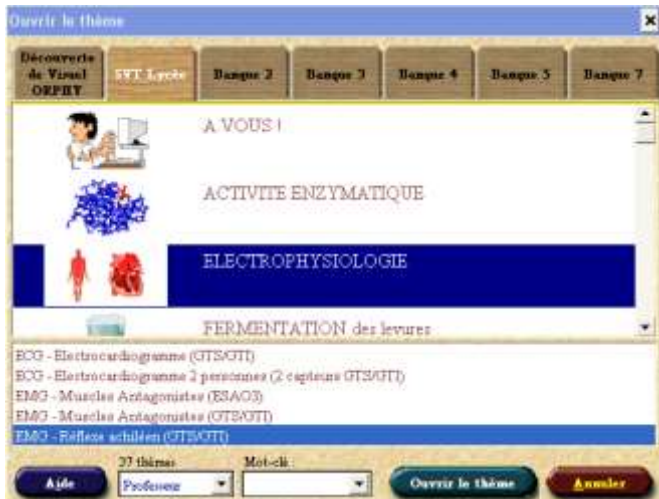 Ouvrir le thème
Découverte
de Visuel
ORPHY
SVT Lycée
Banque 2
Banque 3
Banque 4
Banque 5
Banque 7
A VOUS !
ACTIVITE ENZYMATIQUE
ELECTROPHYSIOLOGIE
FERMENTATION des levures
ECG - Electrocardiogramme (GTS/GTI)
ECG - Electrocardiogramme 2 personnes (2 capteurs GTS/GTI)
EMG - Muscles Antagonistes (ESAO3)
EMG - Muscles Antagonistes (GTS/GTI)
EMG - Réflexe achiléen (GTS/GTI)
37 thèmes
Mot-clé
Aide
Professeur
Ouvrir le thème
Annuler